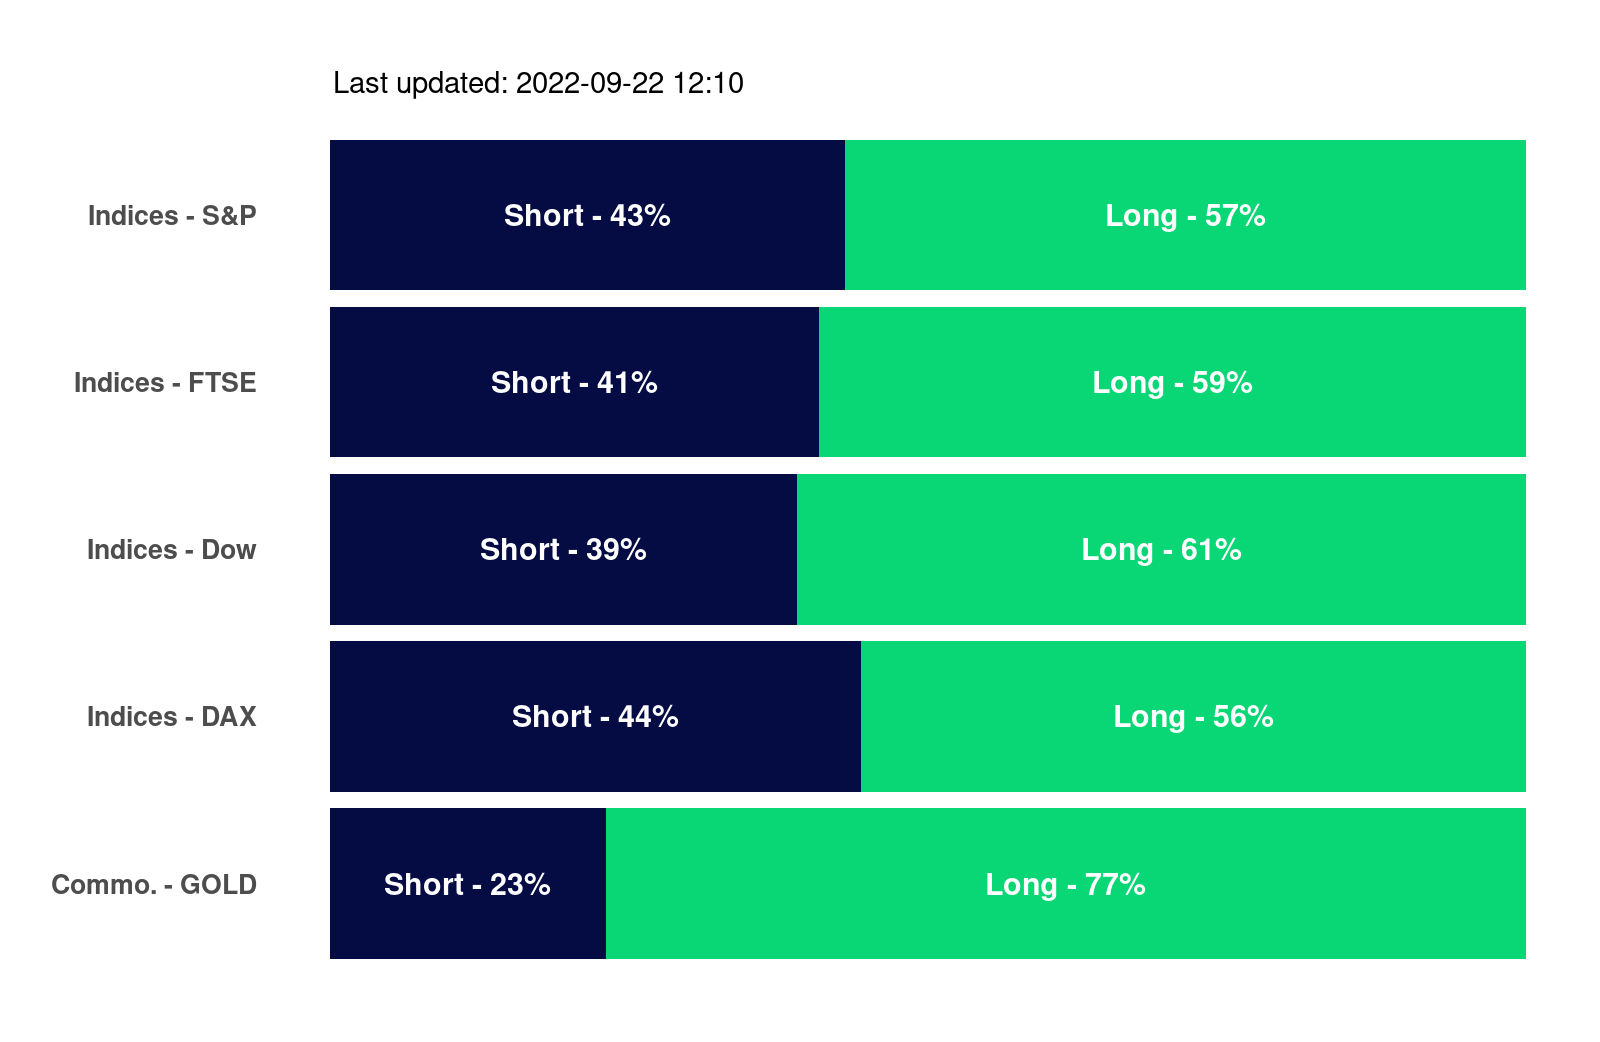 Last updated: 2022-09-22 12:10
Indices - S&P
Short - 43%
Long - 57%
Indices - FTSE
Short - 41%
Long - 59%
Indices - Dow
Short - 39%
Long - 61%
Indices - DAX
Short - 44%
Long - 56%
Commo. - GOLD
Short - 23%
Long - 77%